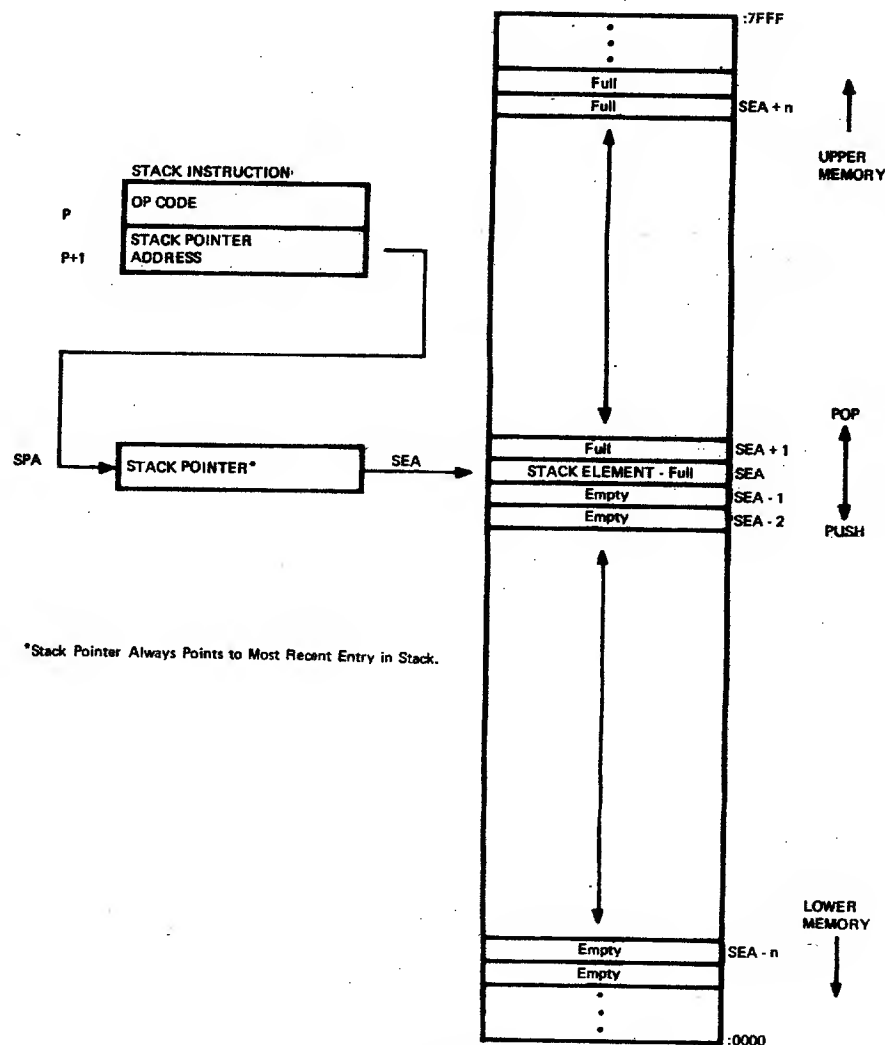 :7FFF
Full
Full
SEA + n
UPPER
MEMORY
STACK INSTRUCTION
P
OP CODE
P+1
STACK POINTER
ADDRESS
POP
Full
SEA + 1
SPA
STACK POINTER*
SEA
STACK ELEMENT - Full
SEA
Empty
SEA - 1
Empty
SEA - 2
PUSH
*Stack Pointer Always Points to Most Recent Entry in Stack.
LOWER
MEMORY
Empty
SEA - n
Empty
:0000